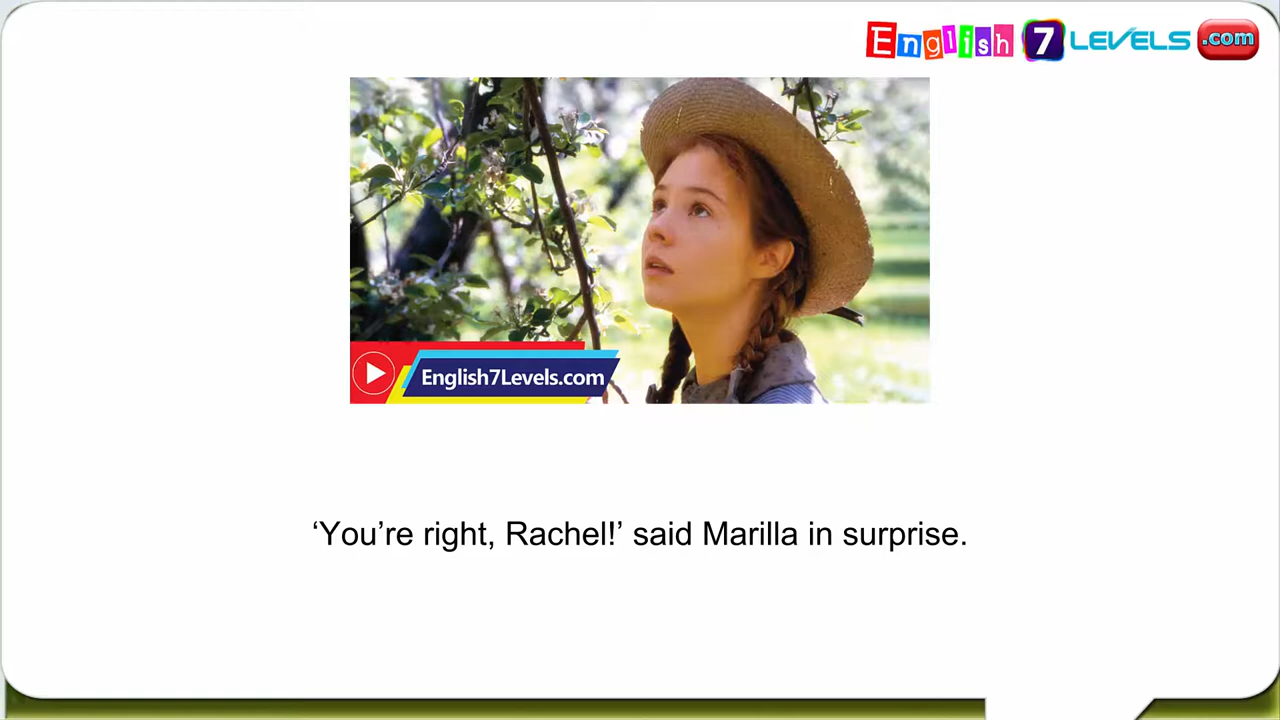 English 7 LEVELS .com
English7Levels.com
‘You’re right, Rachel!’ said Marilla in surprise.